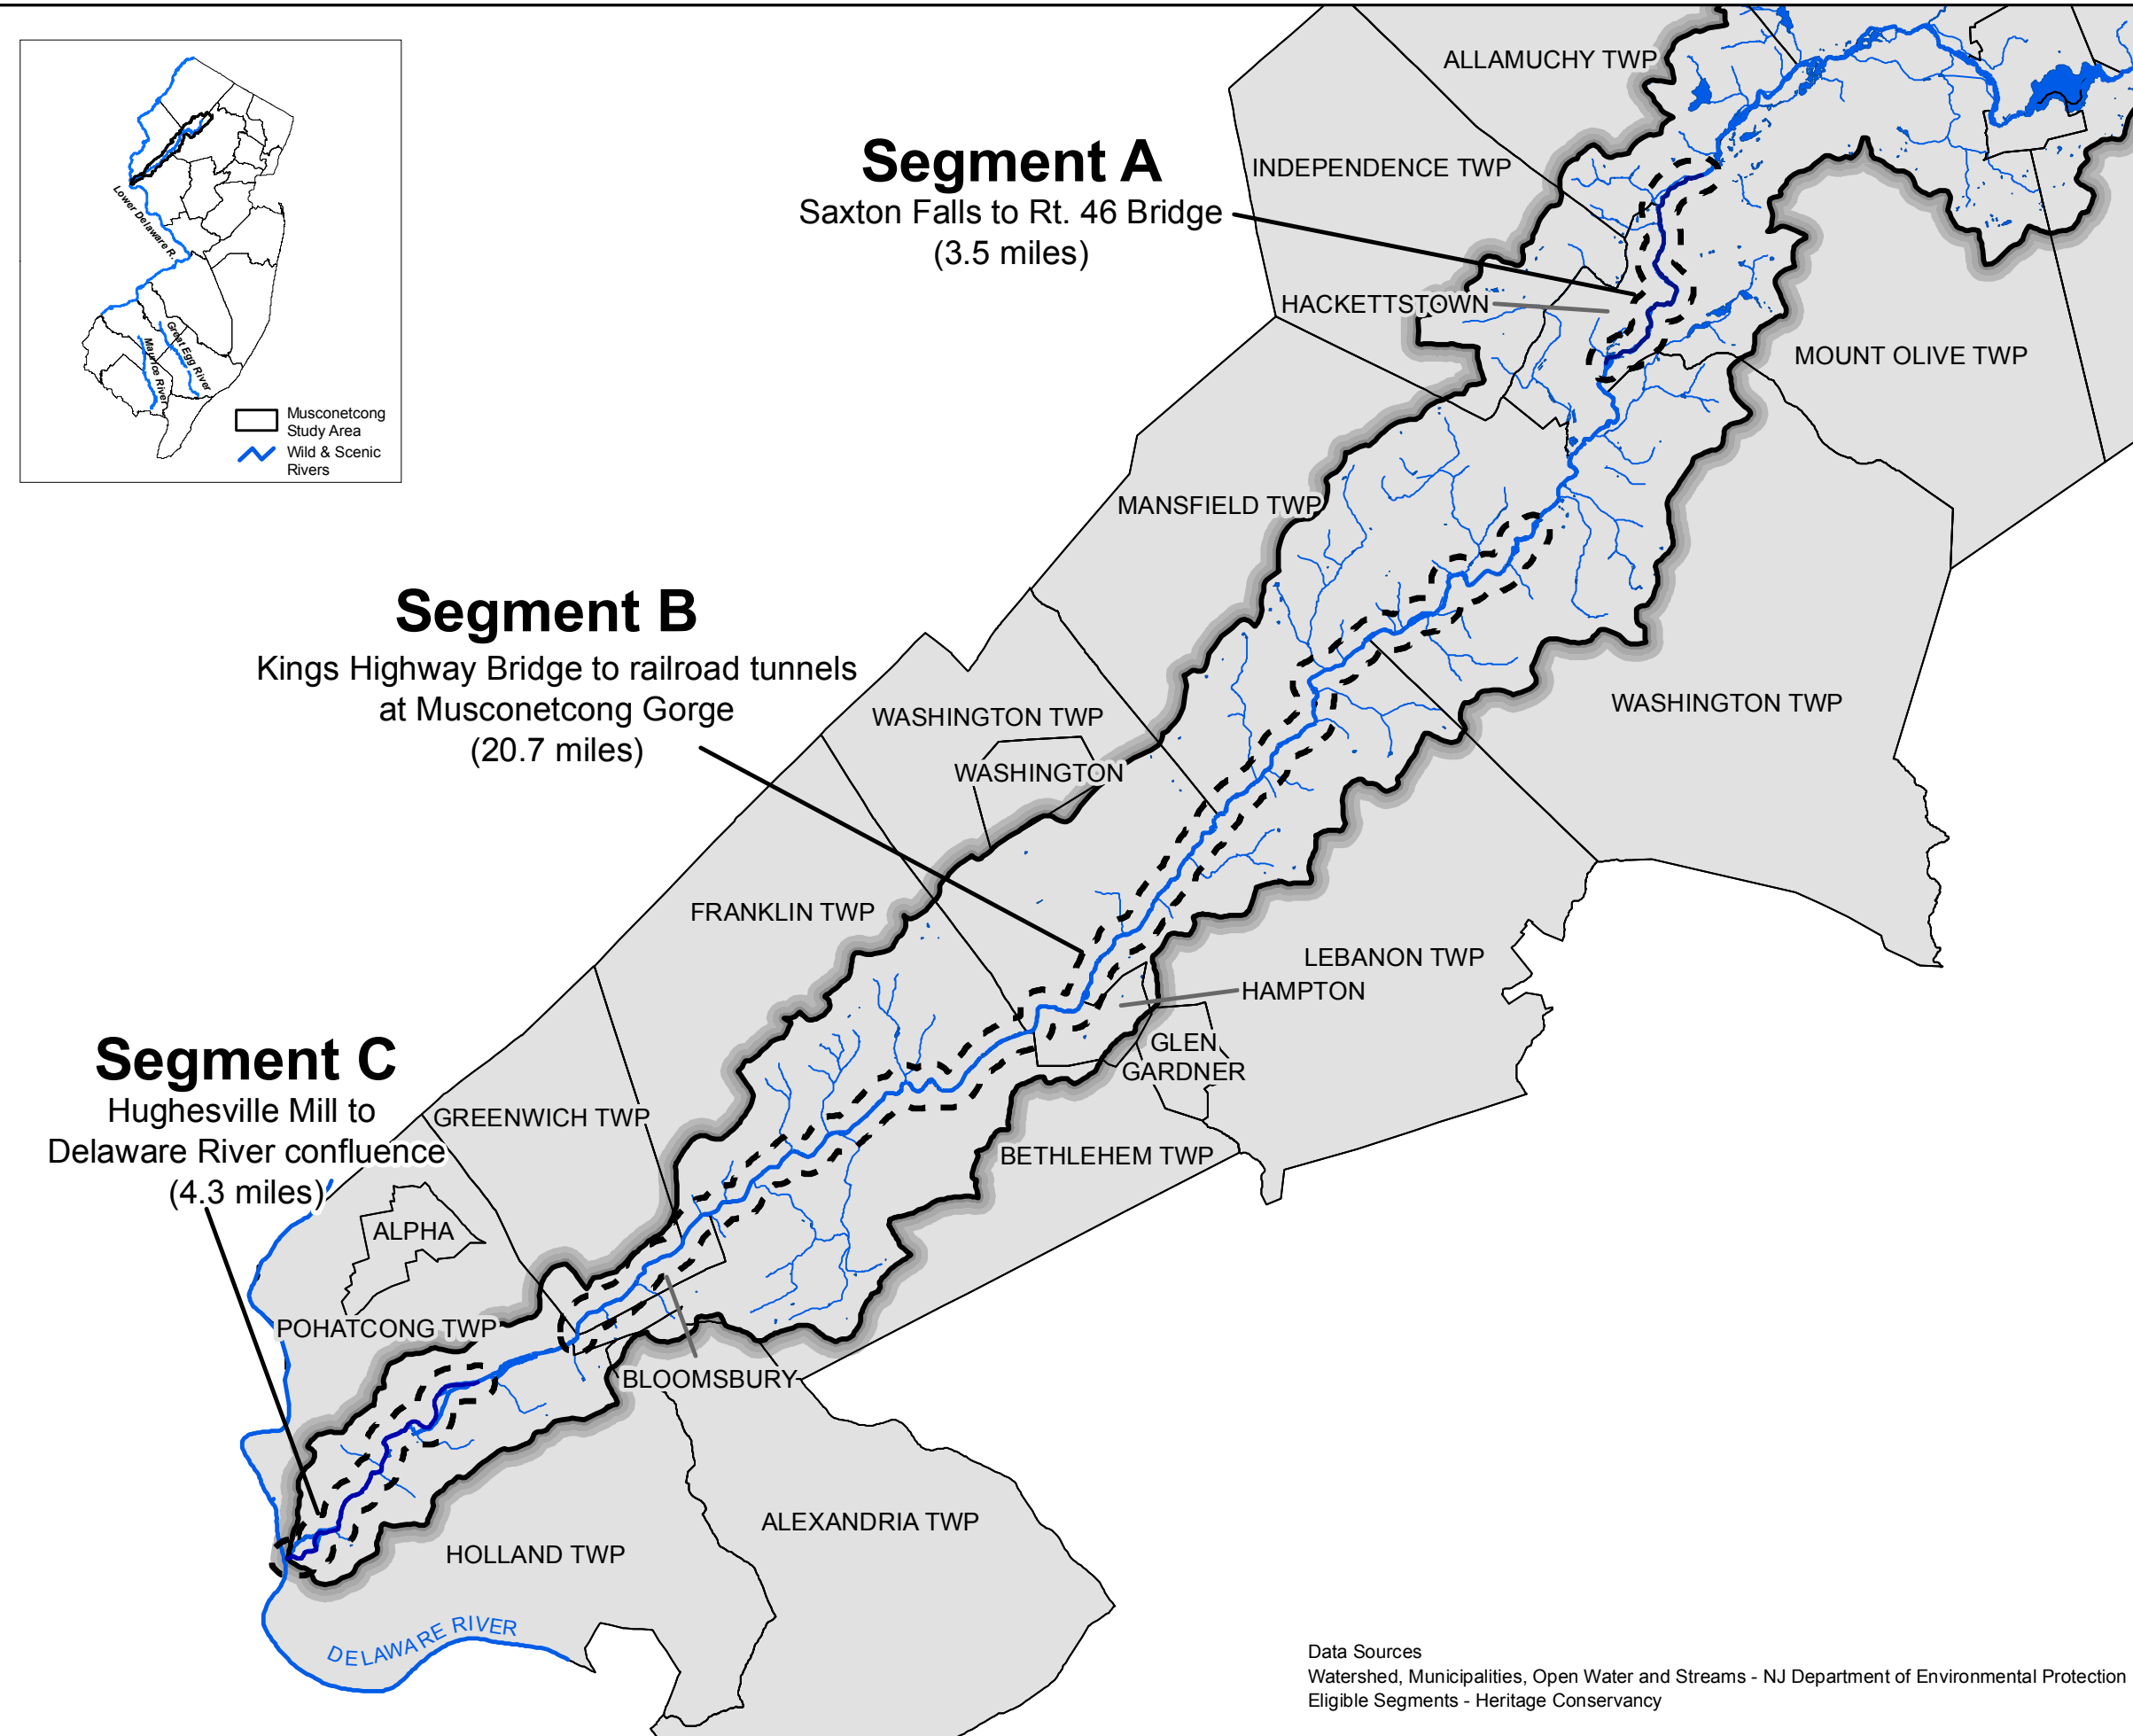 Lower Delaware R.
Maurice River
Great Egg River
Musconetcong
Study Area
Wild & Scenic
Rivers
Segment A
Saxton Falls to Rt. 46 Bridge
(3.5 miles)
ALLAMUCHY TWP
INDEPENDENCE TWP
HACKETTSTOWN
MOUNT OLIVE TWP
MANSFIELD TWP
Segment B
Kings Highway Bridge to railroad tunnels
at Musconetcong Gorge
(20.7 miles)
WASHINGTON TWP
WASHINGTON
WASHINGTON TWP
FRANKLIN TWP
LEBANON TWP
HAMPTON
GLEN
GARDNER
Segment C
Hughesville Mill to
Delaware River confluence
(4.3 miles)
GREENWICH TWP
BETHLEHEM TWP
ALPHA
POHATCONG TWP
BLOOMSBURY
ALEXANDRIA TWP
HOLLAND TWP
DELAWARE RIVER
Data Sources
Watershed, Municipalities, Open Water and Streams - NJ Department of Environmental Protection
Eligible Segments - Heritage Conservancy